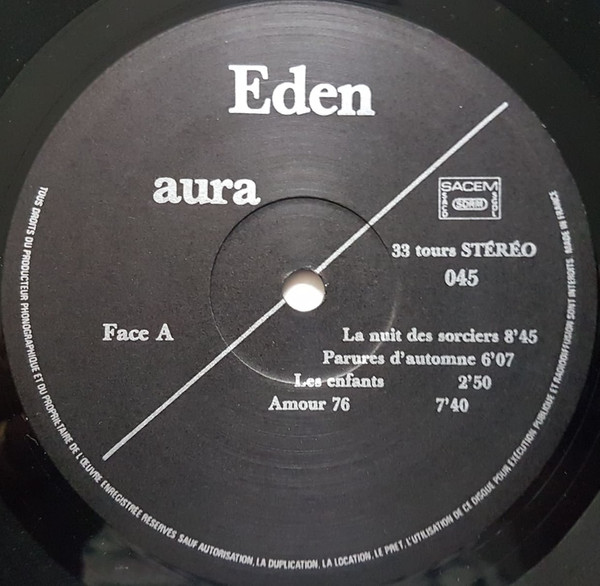 Eden
aura
SACEM
SACD
SDRM
SGDL
33 tours STÉRÉO
045
Face A
La nuit des sorciers 8'45
Parures d'automne 6'07
Les enfants 2'50
Amour 76 7'40
TOUS DROITS DU PRODUCTEUR PHONOGRAPHIQUE ET DU PROPRIETAIRE DE L'ŒUVRE ENREGISTRÉE RESERVÉS SAUF AUTORISATION, LA DUPLICATION, LA LOCATION, LE PRET, L'UTILISATION DE CE DISQUE POUR EXÉCUTION PUBLIQUE ET RADIODIFFUSION SONT INTERDITS. MADE IN FRANCE